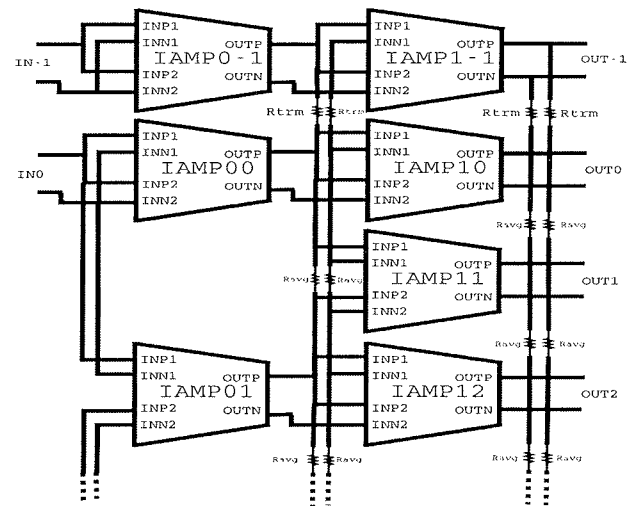 IN-1
INP1
INN1
OUTP
IAMP0-1
INP2
OUTN
INN2
INP1
INN1
OUTP
IAMP1-1
INP2
OUTN
INN2
OUT-1
Rtrm
Rtrm
Rtrm
Rtrm
IN0
INP1
INN1
OUTP
IAMP00
INP2
OUTN
INN2
INP1
INN1
OUTP
IAMP10
INP2
OUTN
INN2
OUT0
Ravg
Ravg
INP1
INN1
OUTP
IAMP11
INP2
OUTN
INN2
OUT1
Ravg
Ravg
Ravg
Ravg
INP1
INN1
OUTP
IAMP01
INP2
OUTN
INN2
INP1
INN1
OUTP
IAMP12
INP2
OUTN
INN2
OUT2
Ravg
Ravg
Ravg
Ravg